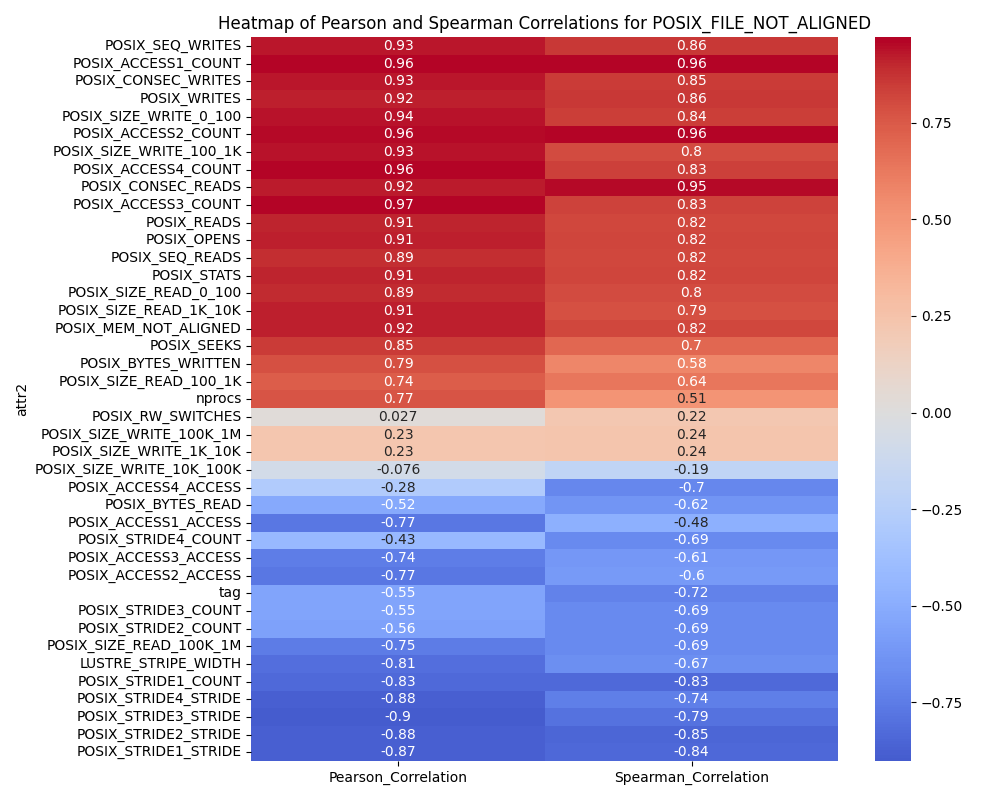 Heatmap of Pearson and Spearman Correlations for POSIX_FILE_NOT_ALIGNED
attr2
POSIX_SEQ_WRITES 0.93 0.86
POSIX_ACCESS1_COUNT 0.96 0.96
POSIX_CONSEC_WRITES 0.93 0.85
POSIX_WRITES 0.92 0.86
POSIX_SIZE_WRITE_0_100 0.94 0.84
POSIX_ACCESS2_COUNT 0.96 0.96
POSIX_SIZE_WRITE_100_1K 0.93 0.8
POSIX_ACCESS4_COUNT 0.96 0.83
POSIX_CONSEC_READS 0.92 0.95
POSIX_ACCESS3_COUNT 0.97 0.83
POSIX_READS 0.91 0.82
POSIX_OPENS 0.91 0.82
POSIX_SEQ_READS 0.89 0.82
POSIX_STATS 0.91 0.82
POSIX_SIZE_READ_0_100 0.89 0.8
POSIX_SIZE_READ_1K_10K 0.91 0.79
POSIX_MEM_NOT_ALIGNED 0.92 0.82
POSIX_SEEKS 0.85 0.7
POSIX_BYTES_WRITTEN 0.79 0.58
POSIX_SIZE_READ_100_1K 0.74 0.64
nprocs 0.77 0.51
POSIX_RW_SWITCHES 0.027 0.22
POSIX_SIZE_WRITE_100K_1M 0.23 0.24
POSIX_SIZE_WRITE_1K_10K 0.23 0.24
POSIX_SIZE_WRITE_10K_100K -0.076 -0.19
POSIX_ACCESS4_ACCESS -0.28 -0.7
POSIX_BYTES_READ -0.52 -0.62
POSIX_ACCESS1_ACCESS -0.77 -0.48
POSIX_STRIDE4_COUNT -0.43 -0.69
POSIX_ACCESS3_ACCESS -0.74 -0.61
POSIX_ACCESS2_ACCESS -0.77 -0.6
tag -0.55 -0.72
POSIX_STRIDE3_COUNT -0.55 -0.69
POSIX_STRIDE2_COUNT -0.56 -0.69
POSIX_SIZE_READ_100K_1M -0.75 -0.69
LUSTRE_STRIPE_WIDTH -0.81 -0.67
POSIX_STRIDE1_COUNT -0.83 -0.83
POSIX_STRIDE4_STRIDE -0.88 -0.74
POSIX_STRIDE3_STRIDE -0.9 -0.79
POSIX_STRIDE2_STRIDE -0.88 -0.85
POSIX_STRIDE1_STRIDE -0.87 -0.84
Pearson_Correlation Spearman_Correlation
0.75
0.50
0.25
0.00
−0.25
−0.50
−0.75